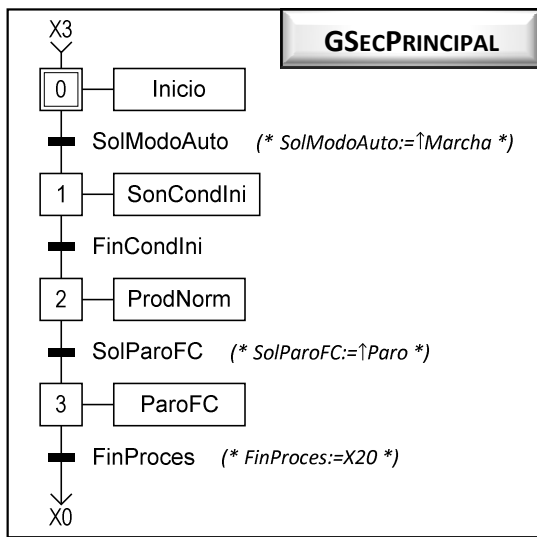 X3
GSECPRINCIPAL
0 Inicio
SolModoAuto (* SolModoAuto:=↑Marcha *)
1 SonCondIni
FinCondIni
2 ProdNorm
SolParoFC (* SolParoFC:=↑Paro *)
3 ParoFC
FinProces (* FinProces:=X20 *)
X0